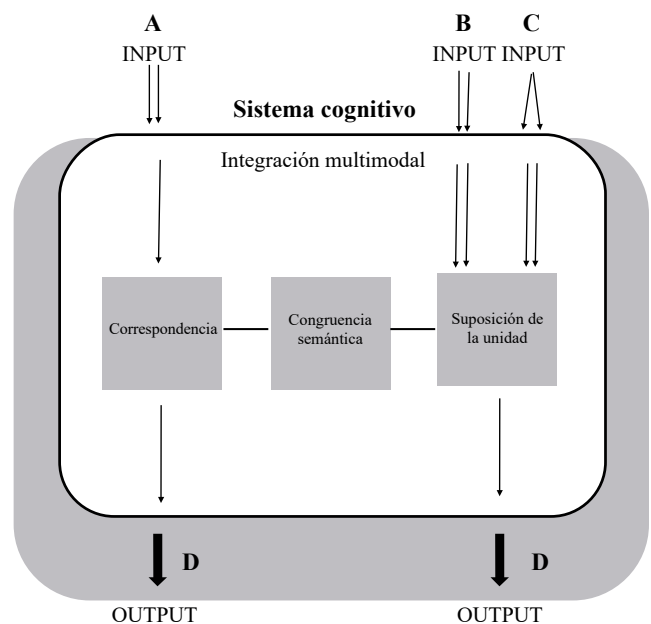 A
INPUT
B C
INPUT INPUT
Sistema cognitivo
Integración multimodal
Correspondencia
Congruencia
semántica
Suposición de
la unidad
D
D
OUTPUT
OUTPUT